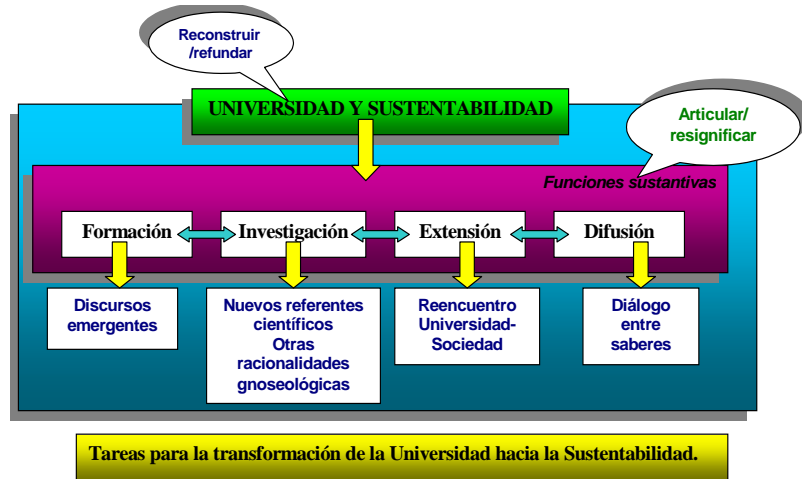 Reconstruir
/refundar
UNIVERSIDAD Y SUSTENTABILIDAD
Articular/
resignificar
Funciones sustantivas
Formación
Investigación
Extensión
Difusión
Discursos
emergentes
Nuevos referentes
científicos
Otras
racionalidades
gnoseológicas
Reencuentro
Universidad-
Sociedad
Diálogo
entre
saberes
Tareas para la transformación de la Universidad hacia la Sustentabilidad.